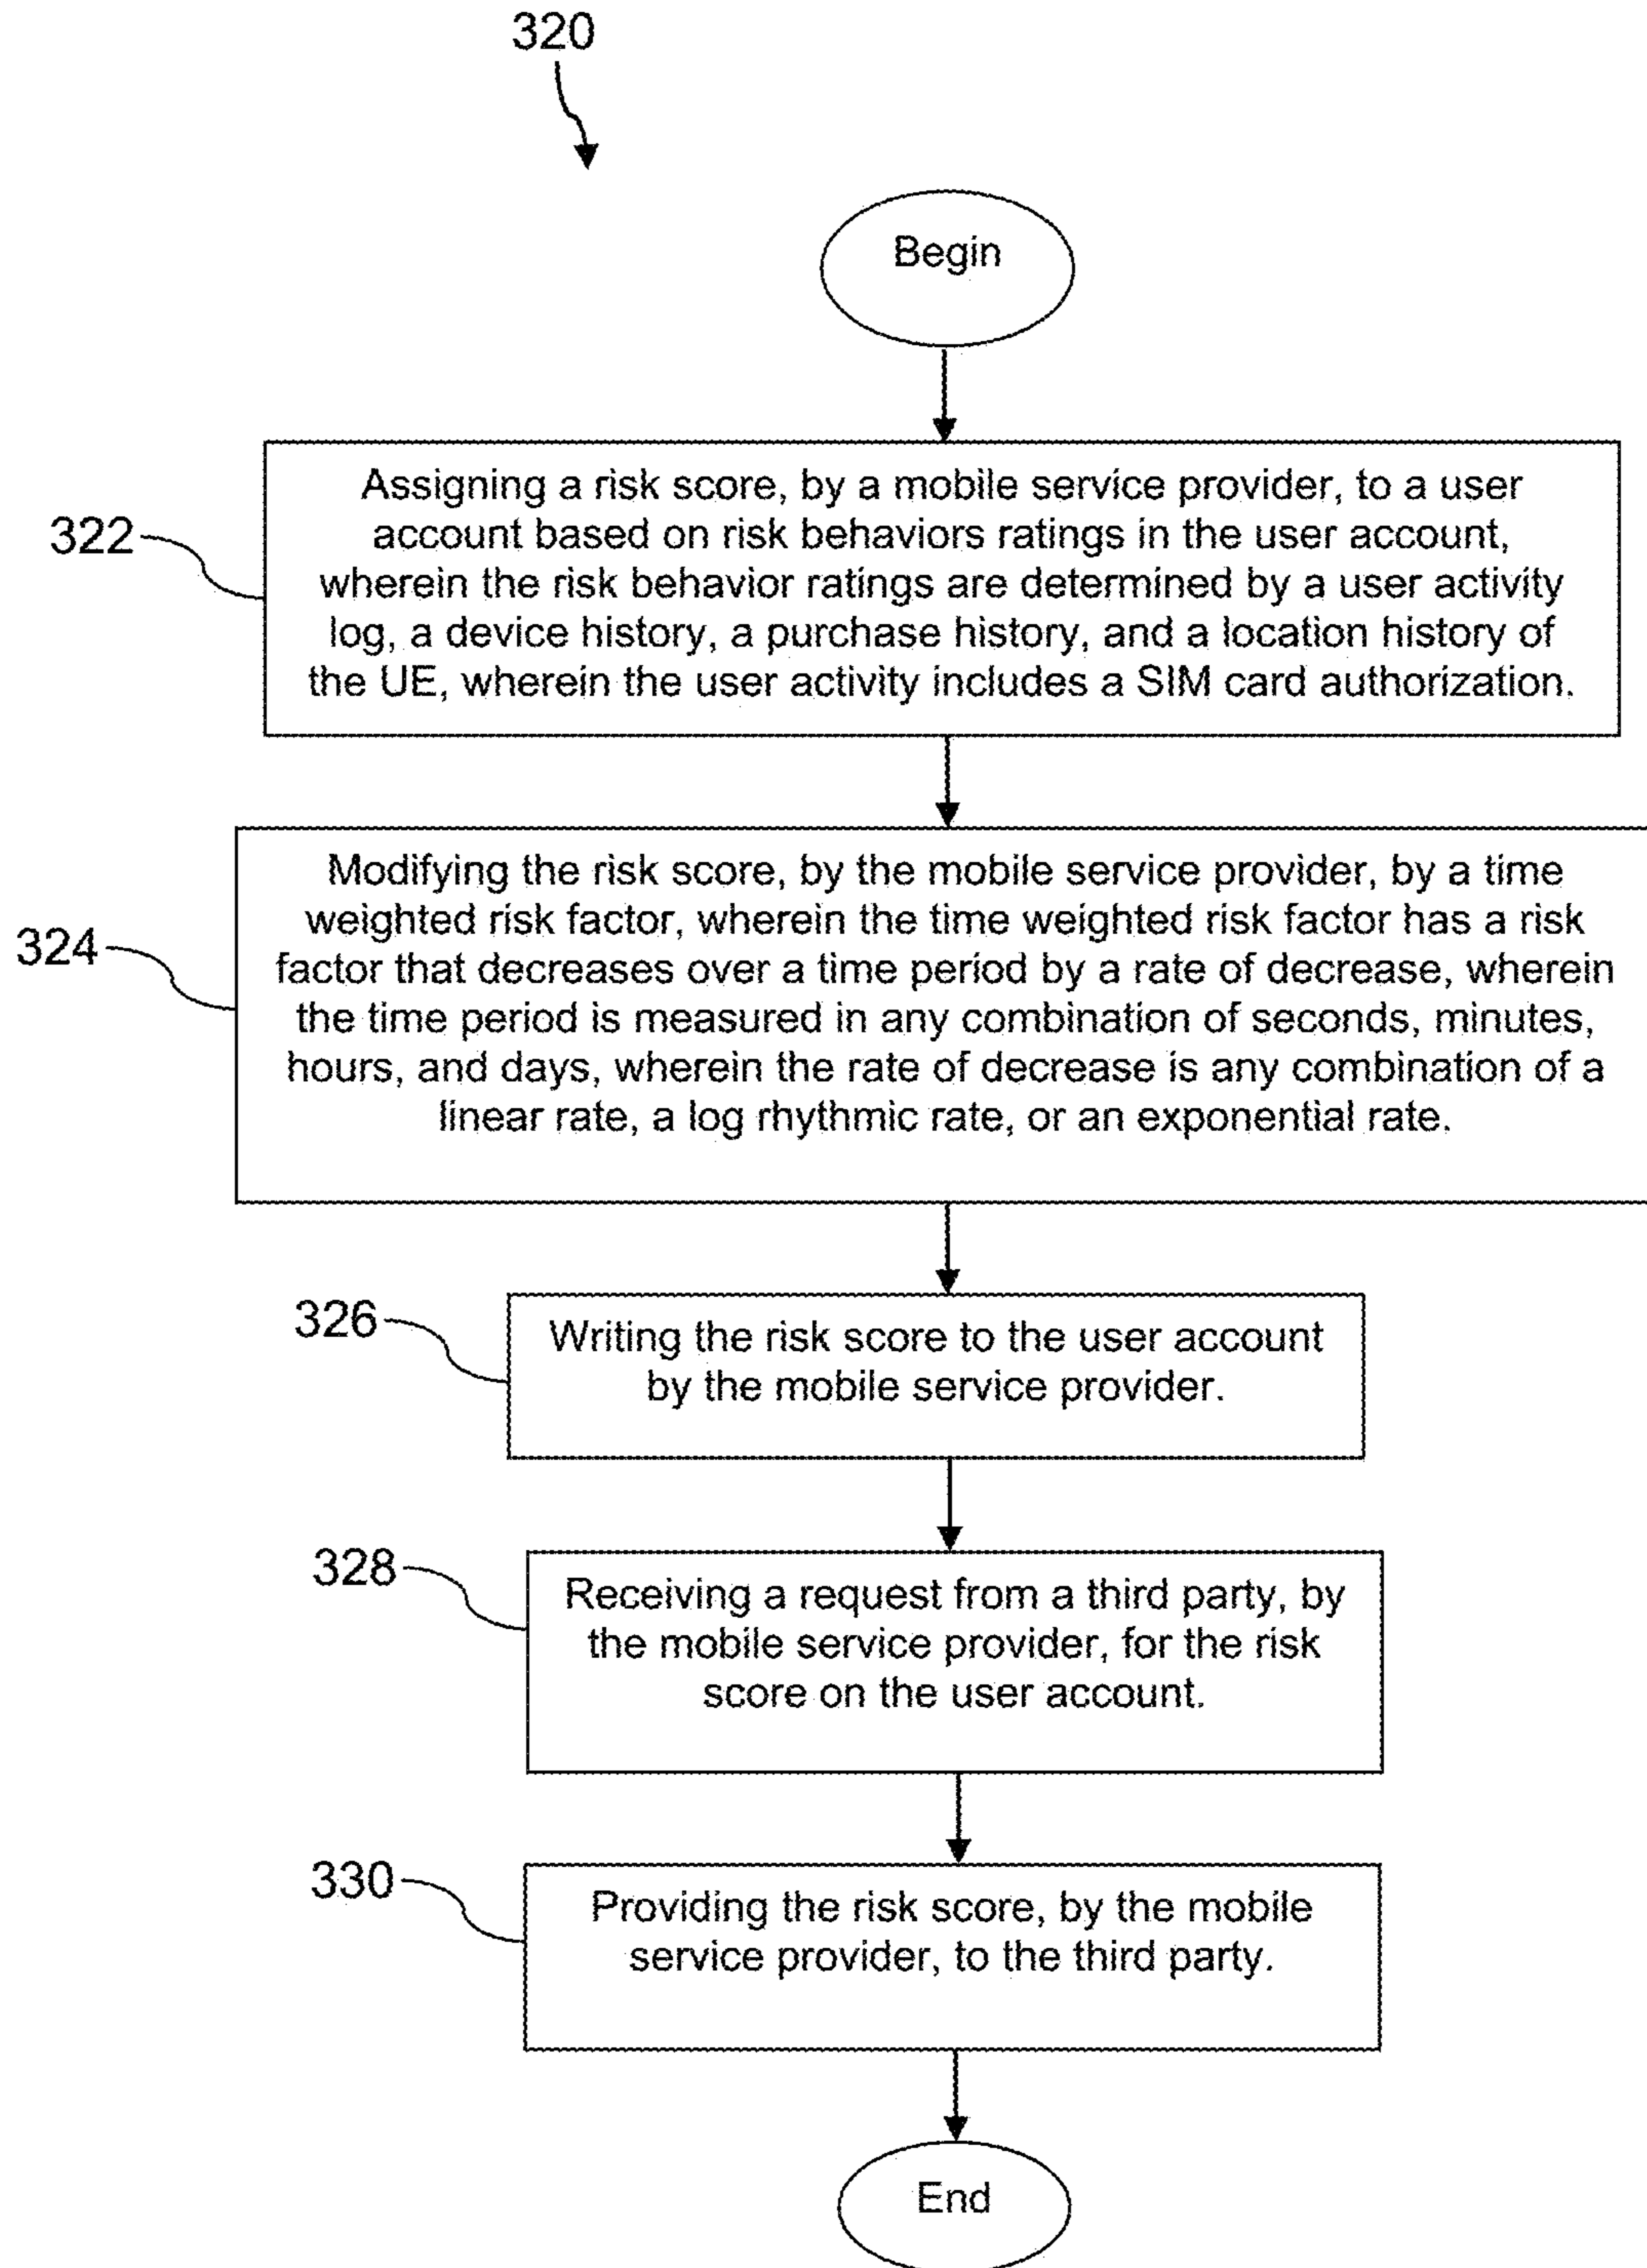 320
Begin
322
Assigning a risk score, by a mobile service provider, to a user
account based on risk behaviors ratings in the user account,
wherein the risk behavior ratings are determined by a user activity
log, a device history, a purchase history, and a location history of
the UE, wherein the user activity includes a SIM card authorization.
324
Modifying the risk score, by the mobile service provider, by a time
weighted risk factor, wherein the time weighted risk factor has a risk
factor that decreases over a time period by a rate of decrease, wherein
the time period is measured in any combination of seconds, minutes,
hours, and days, wherein the rate of decrease is any combination of a
linear rate, a log rhythmic rate, or an exponential rate.
326
Writing the risk score to the user account
by the mobile service provider.
328
Receiving a request from a third party, by
the mobile service provider, for the risk
score on the user account.
330
Providing the risk score, by the mobile
service provider, to the third party.
End